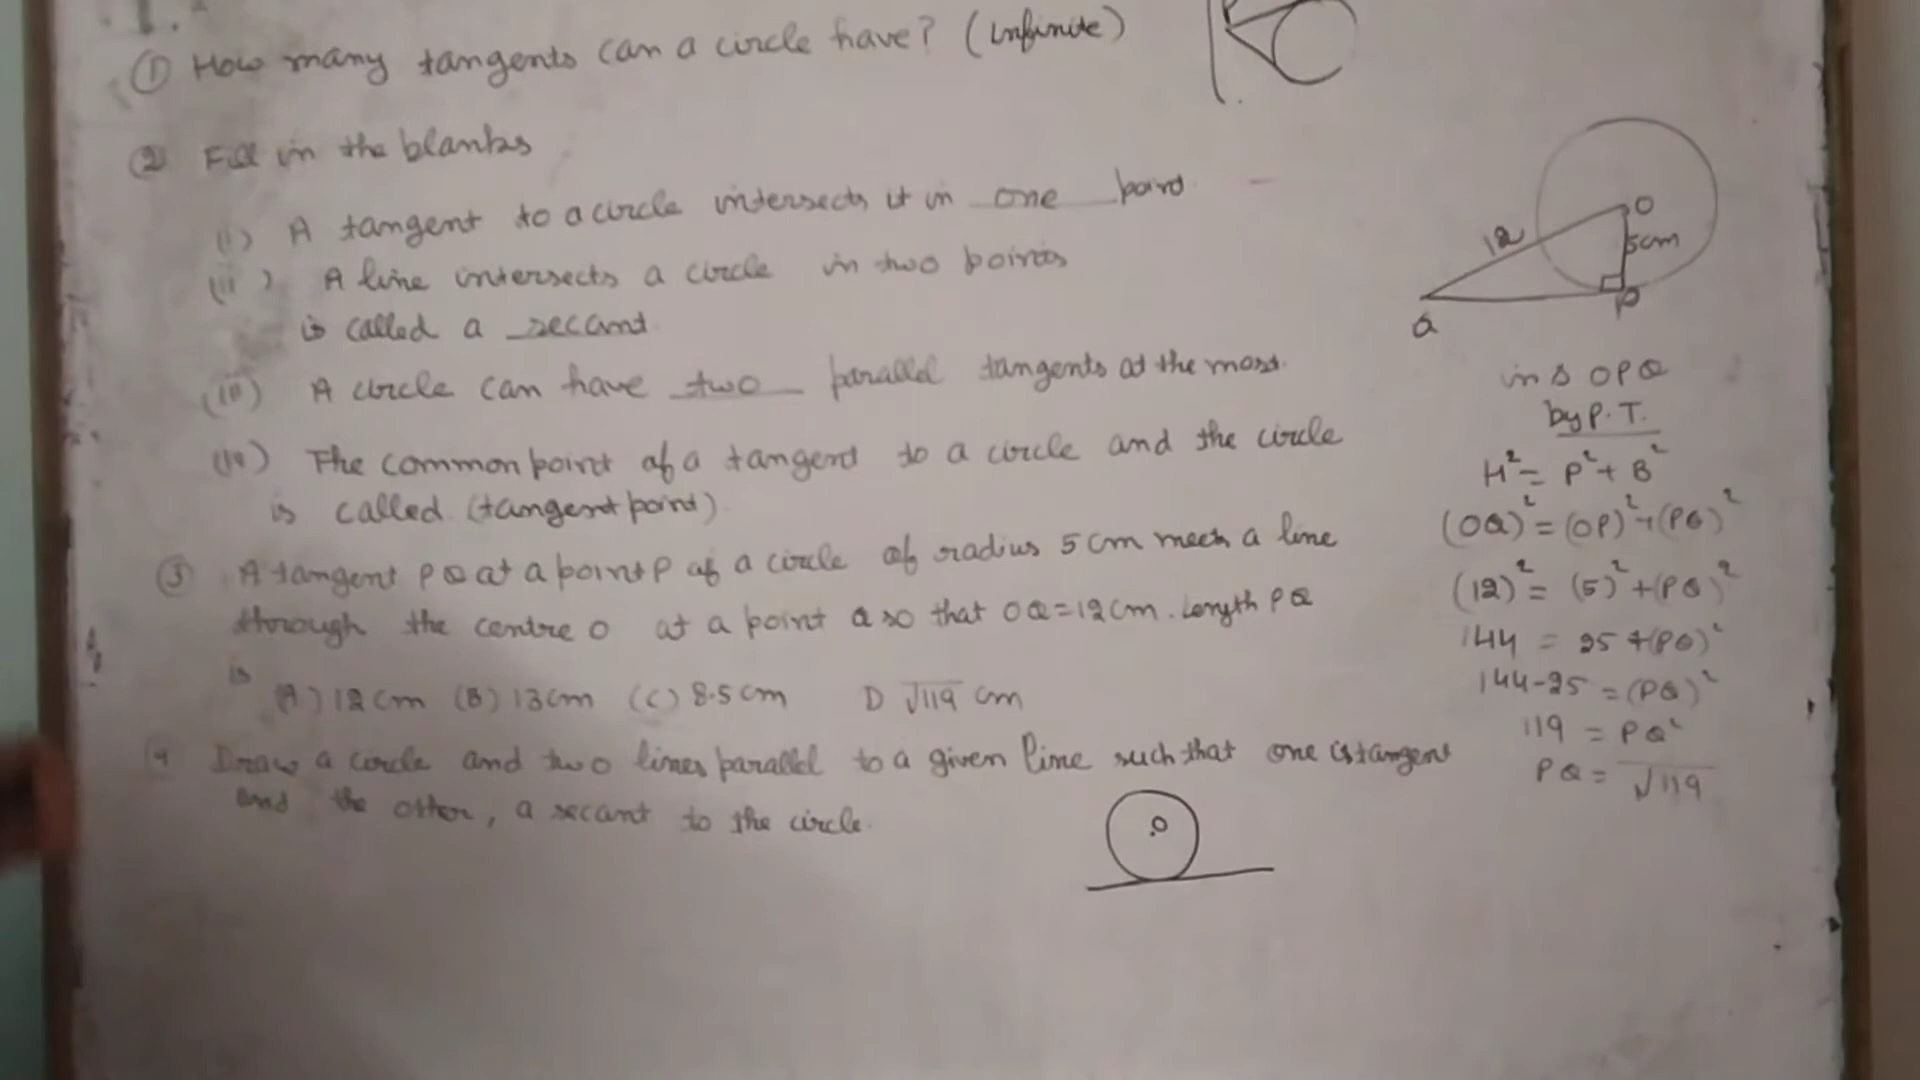 ① How many tangents can a circle have? (infinite)
② Fill in the blanks
(i) A tangent to a circle intersects it in one point
(ii) A line intersects a circle in two points
is called a secant
(iii) A circle can have two parallel tangents at the most.
(iv) The common point of a tangent to a circle and the circle
is called (tangent point)
③ A tangent PQ at a point P of a circle of radius 5 cm meets a line
through the centre O at a point Q so that OQ=12cm. Length PQ
is
(A) 12 cm (B) 13cm (C) 8.5 cm D √119 cm
④ Draw a circle and two lines parallel to a given line such that one is tangent
and the other, a secant to the circle.
O
12
O
5cm
Q
P
in Δ OPQ
by P.T.
H² = P² + B²
(OQ)² = (OP)² + (PQ)²
(12)² = (5)² + (PQ)²
144 = 25 + (PQ)²
144-25 = (PQ)²
119 = PQ²
PQ = √119